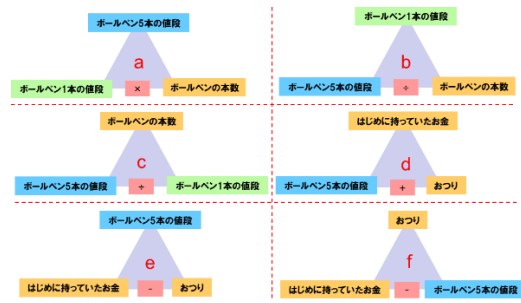 ボールペン5本の値段
a
ボールペン1本の値段 × ボールペンの本数
ボールペン1本の値段
b
ボールペン5本の値段 ÷ ボールペンの本数
ボールペンの本数
c
ボールペン5本の値段 ÷ ボールペン1本の値段
はじめに持っていたお金
d
ボールペン5本の値段 + おつり
ボールペン5本の値段
e
はじめに持っていたお金 - おつり
おつり
f
はじめに持っていたお金 - ボールペン5本の値段